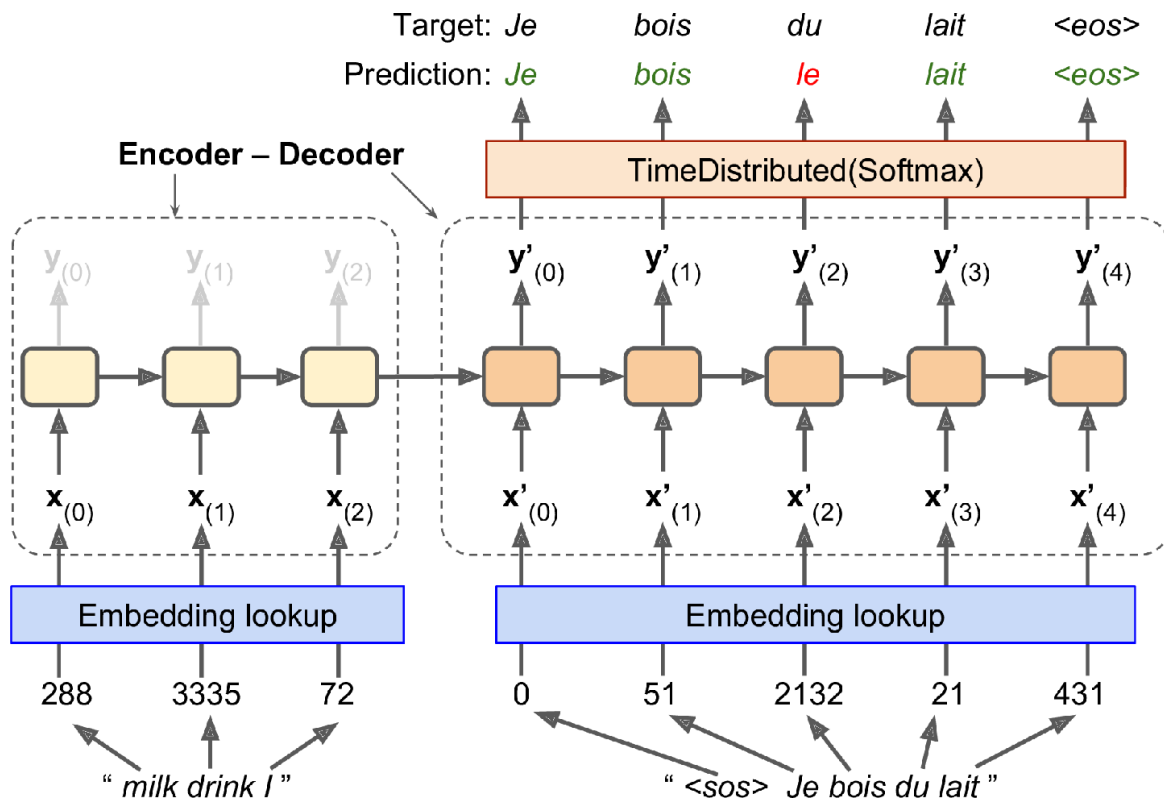 Target: Je bois du lait <eos>
Prediction: Je bois le lait <eos>
Encoder – Decoder
TimeDistributed(Softmax)
y(0) y(1) y(2) y’(0) y’(1) y’(2) y’(3) y’(4)
x(0) x(1) x(2) x’(0) x’(1) x’(2) x’(3) x’(4)
Embedding lookup Embedding lookup
288 3335 72 0 51 2132 21 431
“ milk drink I ” “ <sos> Je bois du lait ”